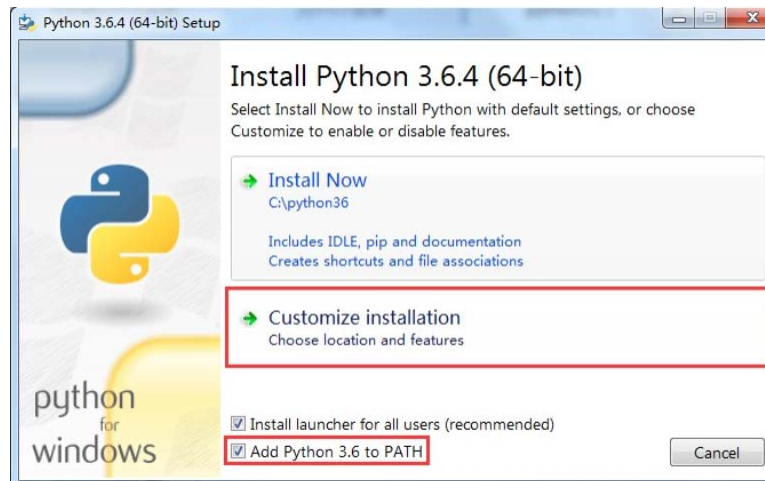 Python 3.6.4 (64-bit) Setup
Install Python 3.6.4 (64-bit)
Select Install Now to install Python with default settings, or choose
Customize to enable or disable features.
Install Now
C:\python36
Includes IDLE, pip and documentation
Creates shortcuts and file associations
Customize installation
Choose location and features
python
for
windows
Install launcher for all users (recommended)
Add Python 3.6 to PATH
Cancel